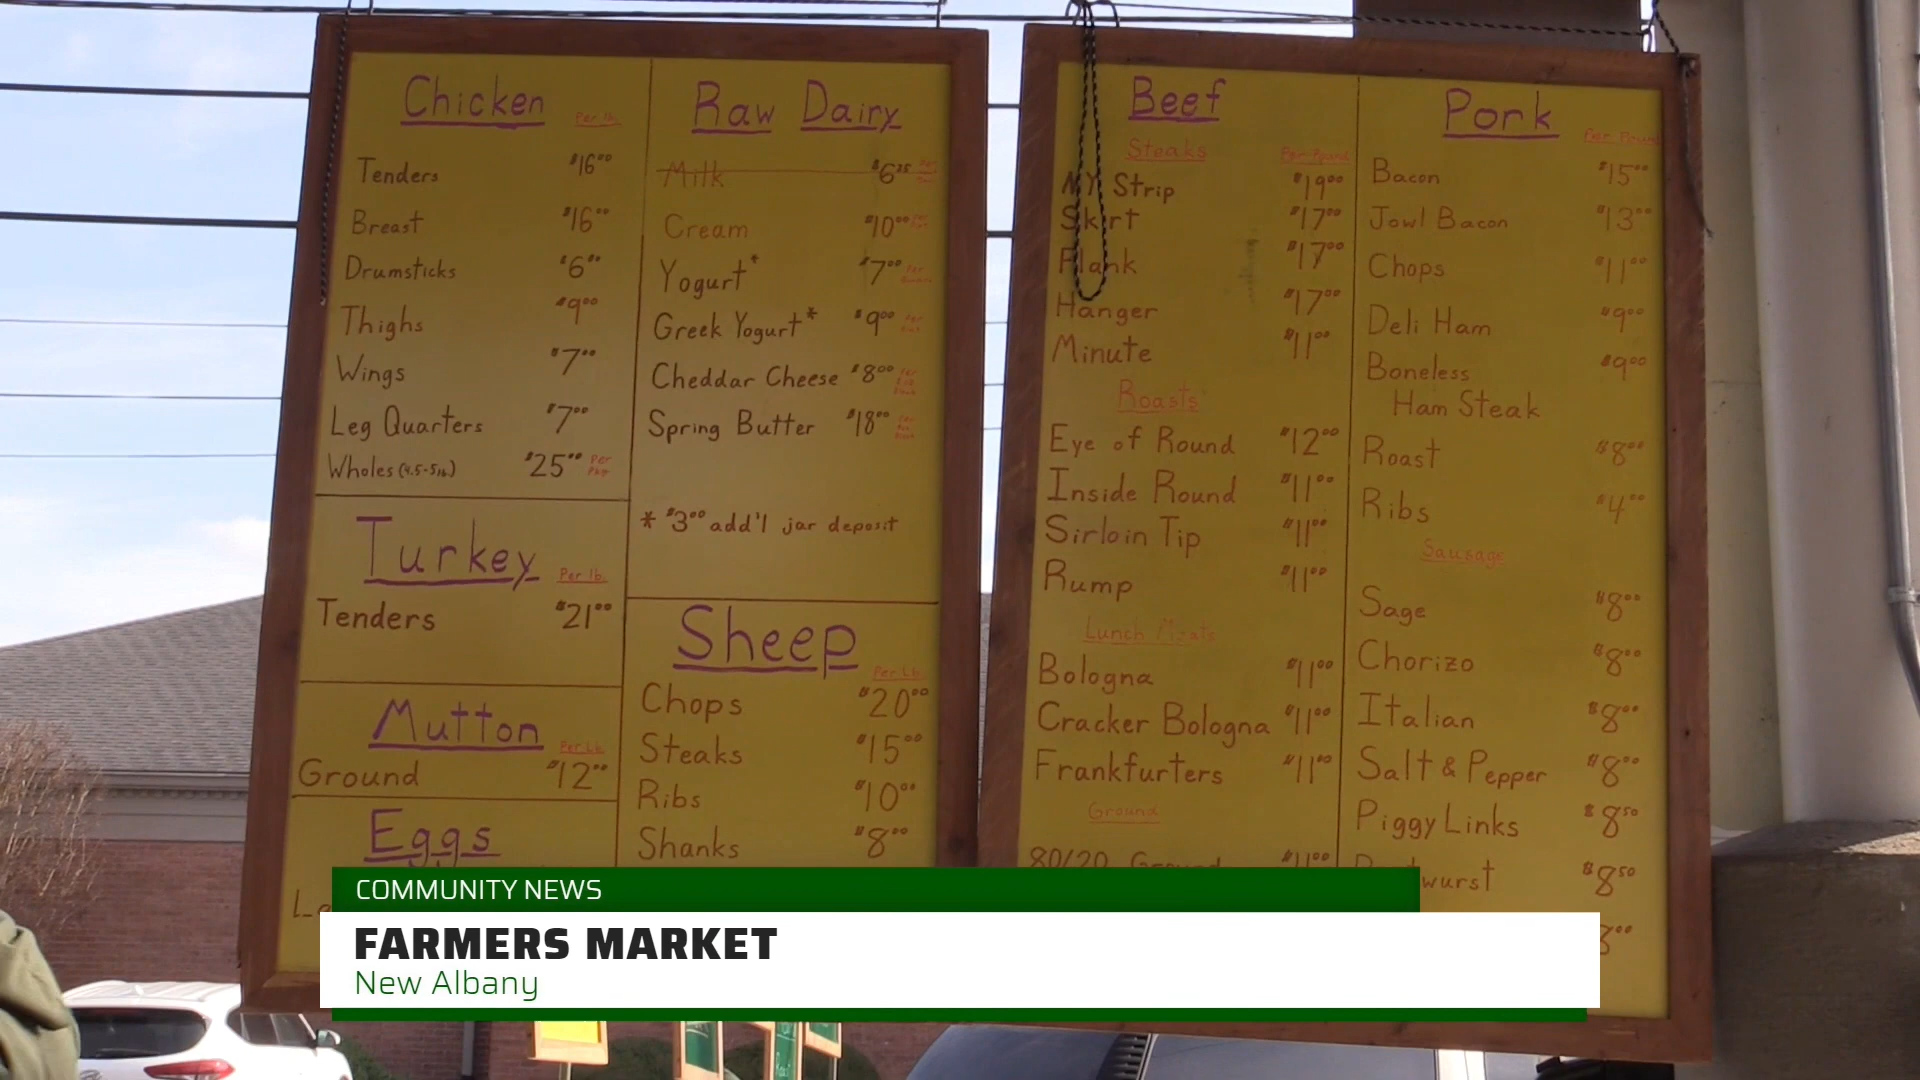 Chicken
Per lb.
Tenders $16.00
Breast $16.00
Drumsticks $6.00
Thighs $9.00
Wings $7.00
Leg Quarters $7.00
Wholes (4.5-5lb) $25.00 Per Pkg
Turkey
Per lb.
Tenders $21.00
Mutton
Per Lb.
Ground $12.00
Eggs
Raw Dairy
Milk $6.25
Cream $10.00
Yogurt* $7.00
Greek Yogurt* $9.00
Cheddar Cheese $8.00
Spring Butter $18.00
* $3.00 add'l jar deposit
Sheep
Per Lb.
Chops $20.00
Steaks $15.00
Ribs $10.00
Shanks $8.00
Beef
Steaks Per Pound
NY Strip $19.00
Skirt $17.00
Flank $17.00
Hanger $17.00
Minute $11.00
Roasts
Eye of Round $12.00
Inside Round $11.00
Sirloin Tip $11.00
Rump $11.00
Lunch Meats
Bologna $11.00
Cracker Bologna $11.00
Frankfurters $11.00
Ground
80/20 Ground $11.00
Pork
Per Pound
Bacon $15.00
Jowl Bacon $13.00
Chops $11.00
Deli Ham $9.00
Boneless $9.00
Ham Steak
Roast $8.00
Ribs $4.00
Sausage
Sage $8.00
Chorizo $8.00
Italian $8.00
Salt & Pepper $8.00
Piggy Links $8.50
wurst $8.50
8.00
COMMUNITY NEWS
FARMERS MARKET
New Albany